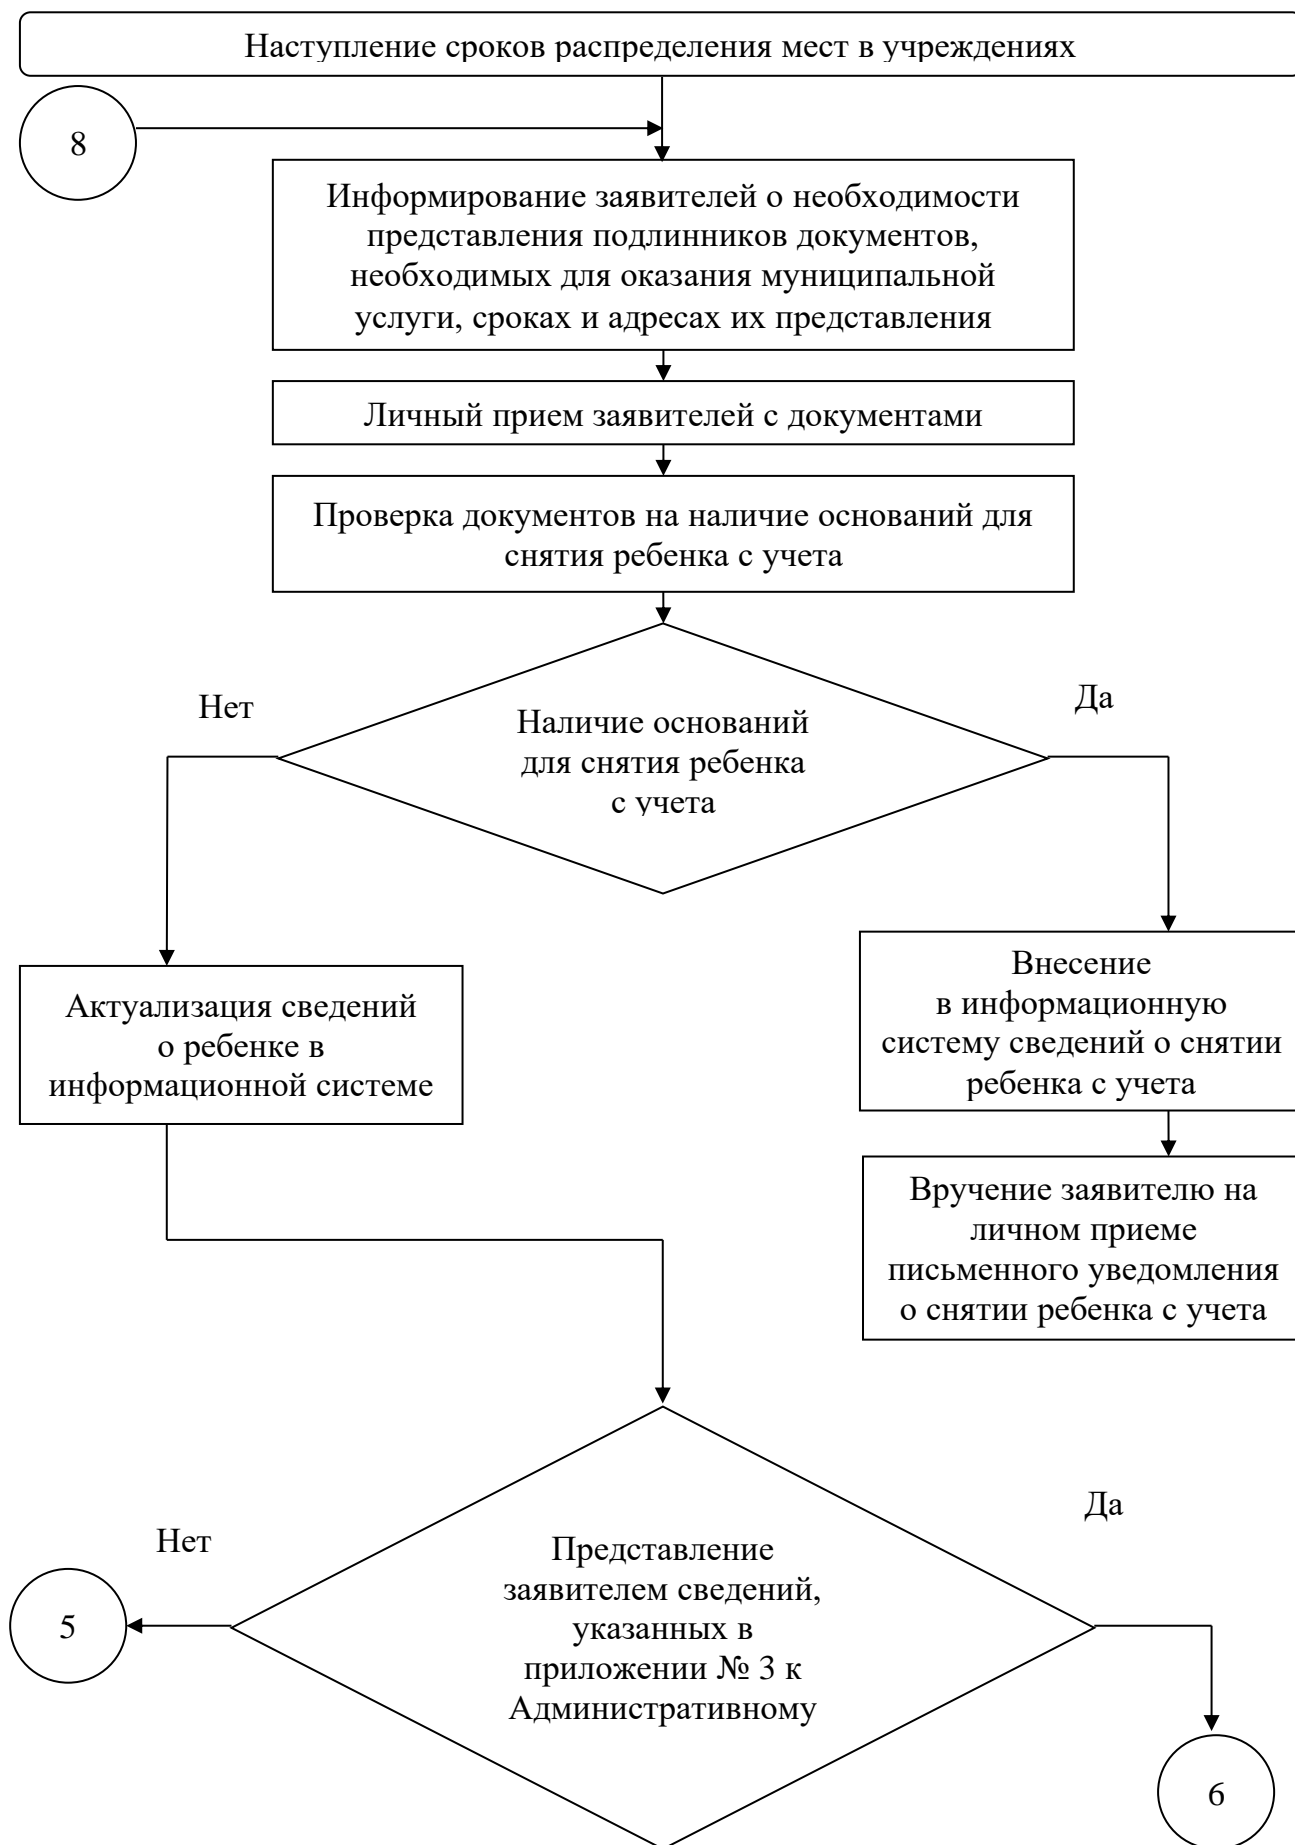 Наступление сроков распределения мест в учреждениях
8
Информирование заявителей о необходимости
представления подлинников документов,
необходимых для оказания муниципальной
услуги, сроках и адресах их представления
Личный прием заявителей с документами
Проверка документов на наличие оснований для
снятия ребенка с учета
Нет
Да
Наличие оснований
для снятия ребенка
с учета
Актуализация сведений
о ребенке в
информационной системе
Внесение
в информационную
систему сведений о снятии
ребенка с учета
Вручение заявителю на
личном приеме
письменного уведомления
о снятии ребенка с учета
Да
Нет
Представление
заявителем сведений,
указанных в
приложении № 3 к
Административному
5
6